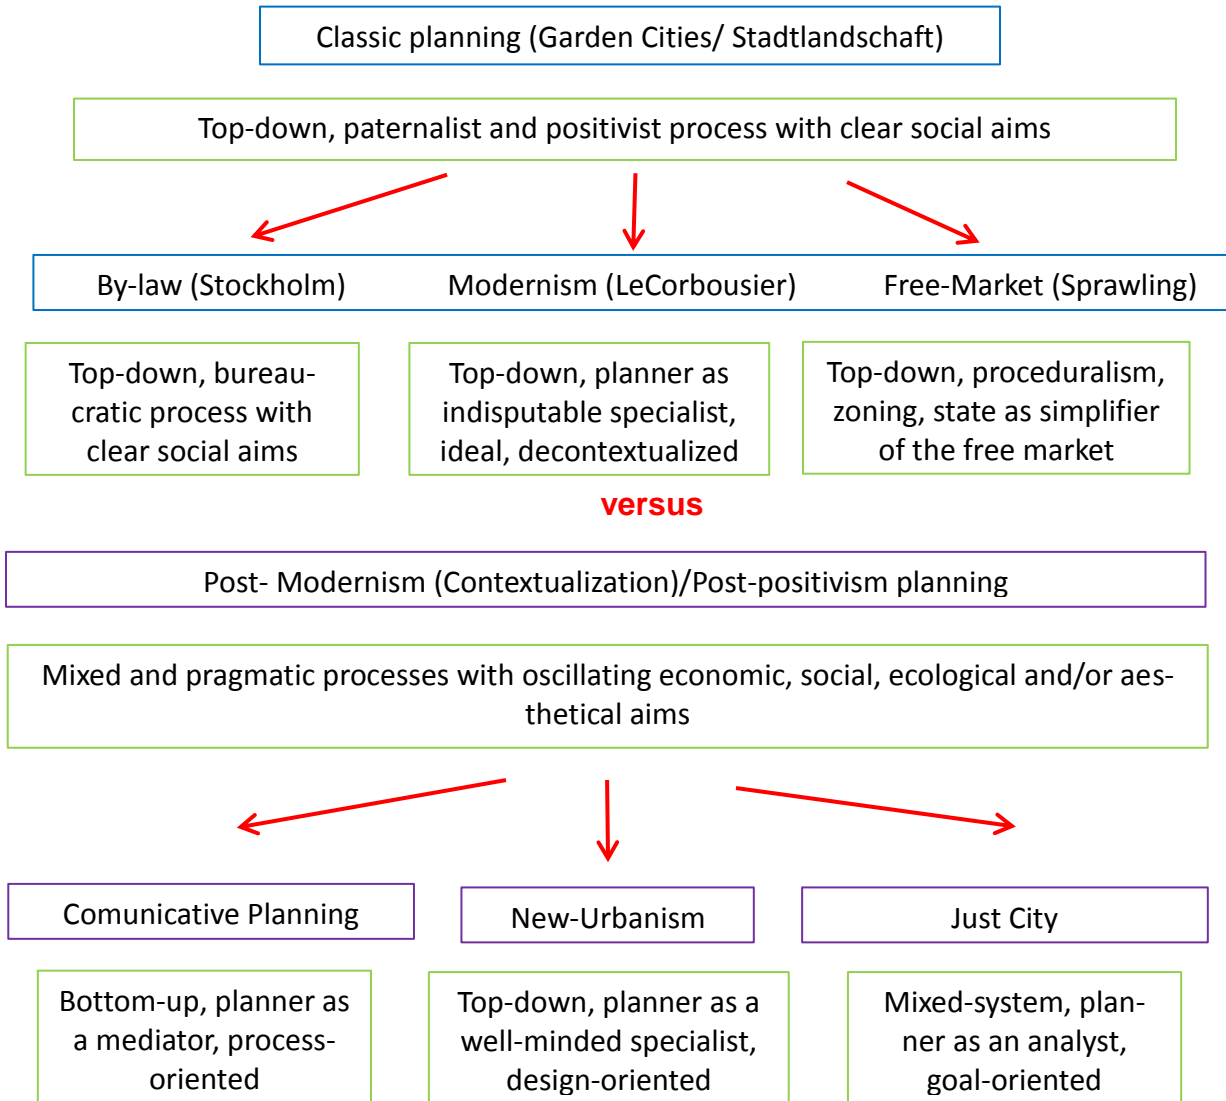 Classic planning (Garden Cities/ Stadtlandschaft)
Top-down, paternalist and positivist process with clear social aims
By-law (Stockholm)
Modernism (LeCorbousier)
Free-Market (Sprawling)
Top-down, bureau-
cratic process with
clear social aims
Top-down, planner as
indisputable specialist,
ideal, decontextualized
Top-down, proceduralism,
zoning, state as simplifier
of the free market
versus
Post- Modernism (Contextualization)/Post-positivism planning
Mixed and pragmatic processes with oscillating economic, social, ecological and/or aes-
thetical aims
Comunicative Planning
New-Urbanism
Just City
Bottom-up, planner as
a mediator, process-
oriented
Top-down, planner as a
well-minded specialist,
design-oriented
Mixed-system, plan-
ner as an analyst,
goal-oriented